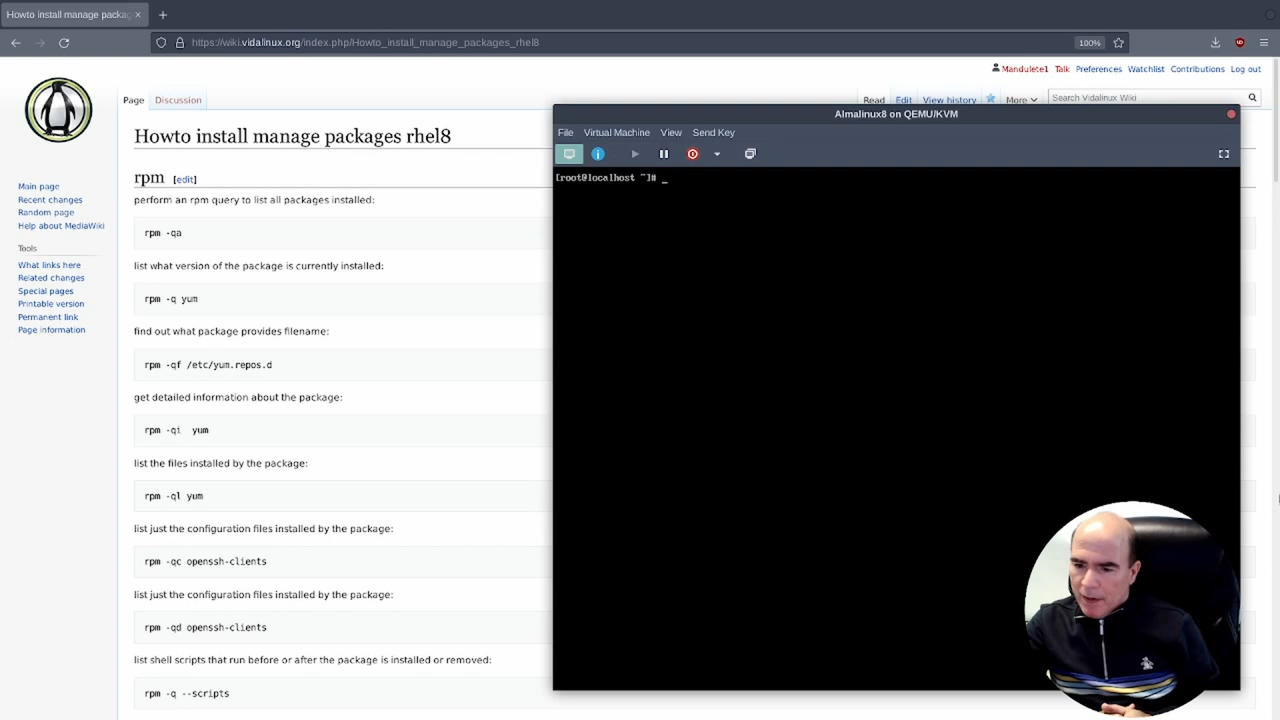 Howto install manage packag
https://wiki.vidalinux.org/index.php/Howto_install_manage_packages_rhel8
100%
Mandulete1 Talk Preferences Watchlist Contributions Log out
Page Discussion Read Edit View history More Search Vidalinux Wiki
Howto install manage packages rhel8
rpm [edit]
perform an rpm query to list all packages installed:
rpm -qa
list what version of the package is currently installed:
rpm -q yum
find out what package provides filename:
rpm -qf /etc/yum.repos.d
get detailed information about the package:
rpm -qi  yum
list the files installed by the package:
rpm -ql yum
list just the configuration files installed by the package:
rpm -qc openssh-clients
list just the configuration files installed by the package:
rpm -qd openssh-clients
list shell scripts that run before or after the package is installed or removed:
rpm -q --scripts
Main page
Recent changes
Random page
Help about MediaWiki
Tools
What links here
Related changes
Special pages
Printable version
Permanent link
Page information
Almalinux8 on QEMU/KVM
File Virtual Machine View Send Key
[root@localhost ~]# _